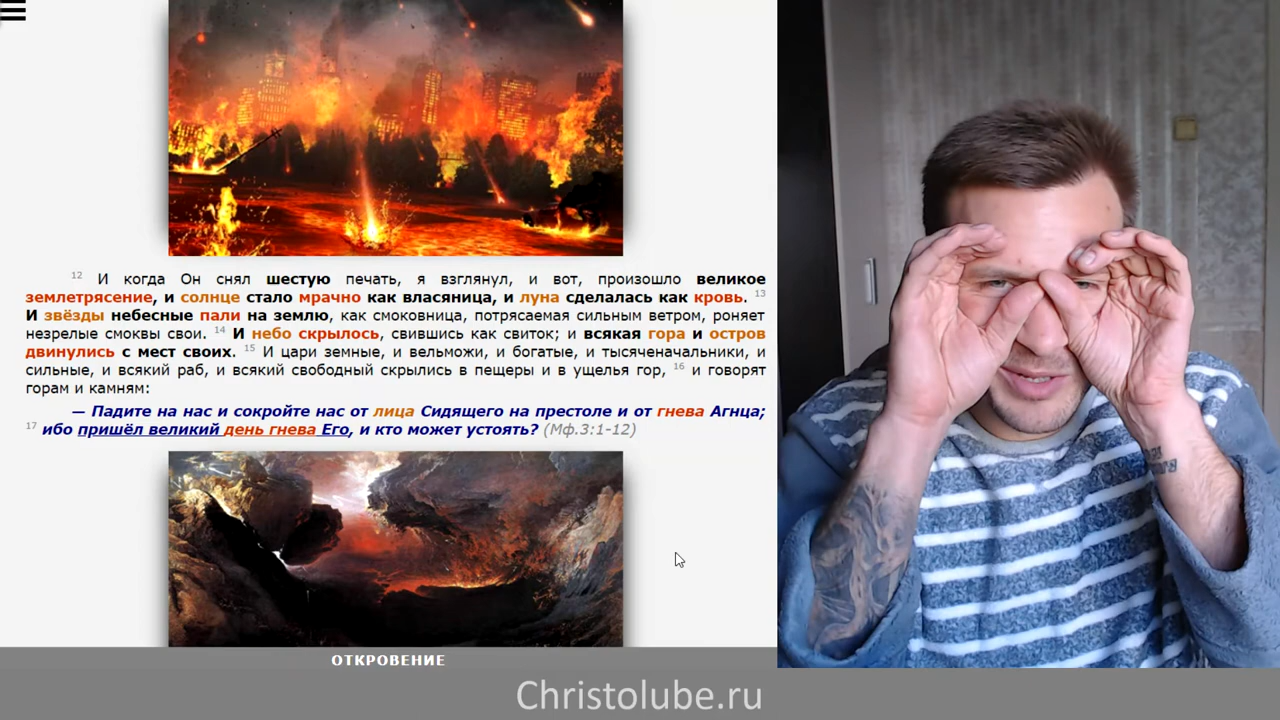 12 И когда Он снял шестую печать, я взглянул, и вот, произошло великое
землетрясение, и солнце стало мрачно как власяница, и луна сделалась как кровь. 13
И звёзды небесные пали на землю, как смоковница, потрясаемая сильным ветром, роняет
незрелые смоквы свои. 14 И небо скрылось, свившись как свиток; и всякая гора и остров
двинулись с мест своих. 15 И цари земные, и вельможи, и богатые, и тысяченачальники, и
сильные, и всякий раб, и всякий свободный скрылись в пещеры и в ущелья гор, 16 и говорят
горам и камням:
— Падите на нас и сокройте нас от лица Сидящего на престоле и от гнева Агнца;
17 ибо пришёл великий день гнева Его, и кто может устоять? (Мф.3:1-12)
ОТКРОВЕНИЕ
Christolube.ru